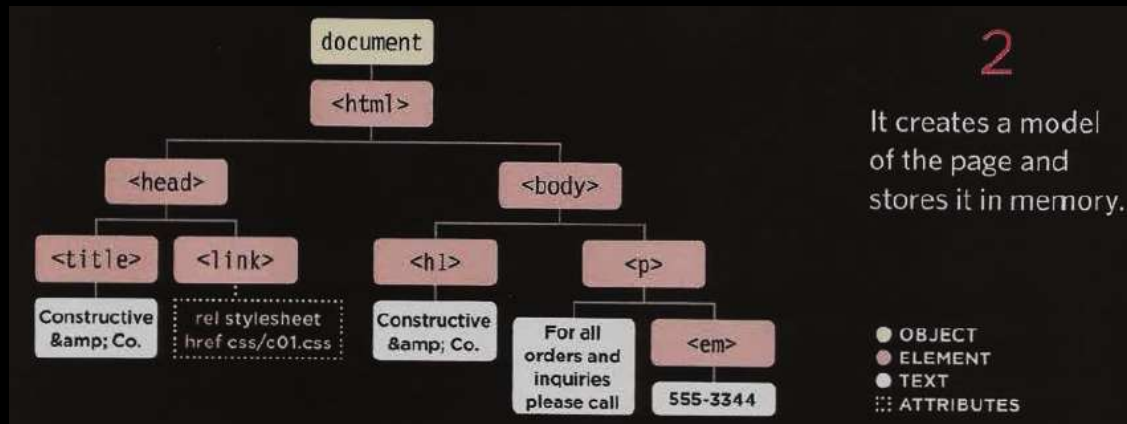 document
<html>
<head>
<body>
<title>
<link>
<h1>
<p>
Constructive
&amp; Co.
rel stylesheet
href css/c01.css
Constructive
&amp; Co.
For all
orders and
inquiries
please call
<em>
555-3344
2
It creates a model
of the page and
stores it in memory.
OBJECT
ELEMENT
TEXT
ATTRIBUTES